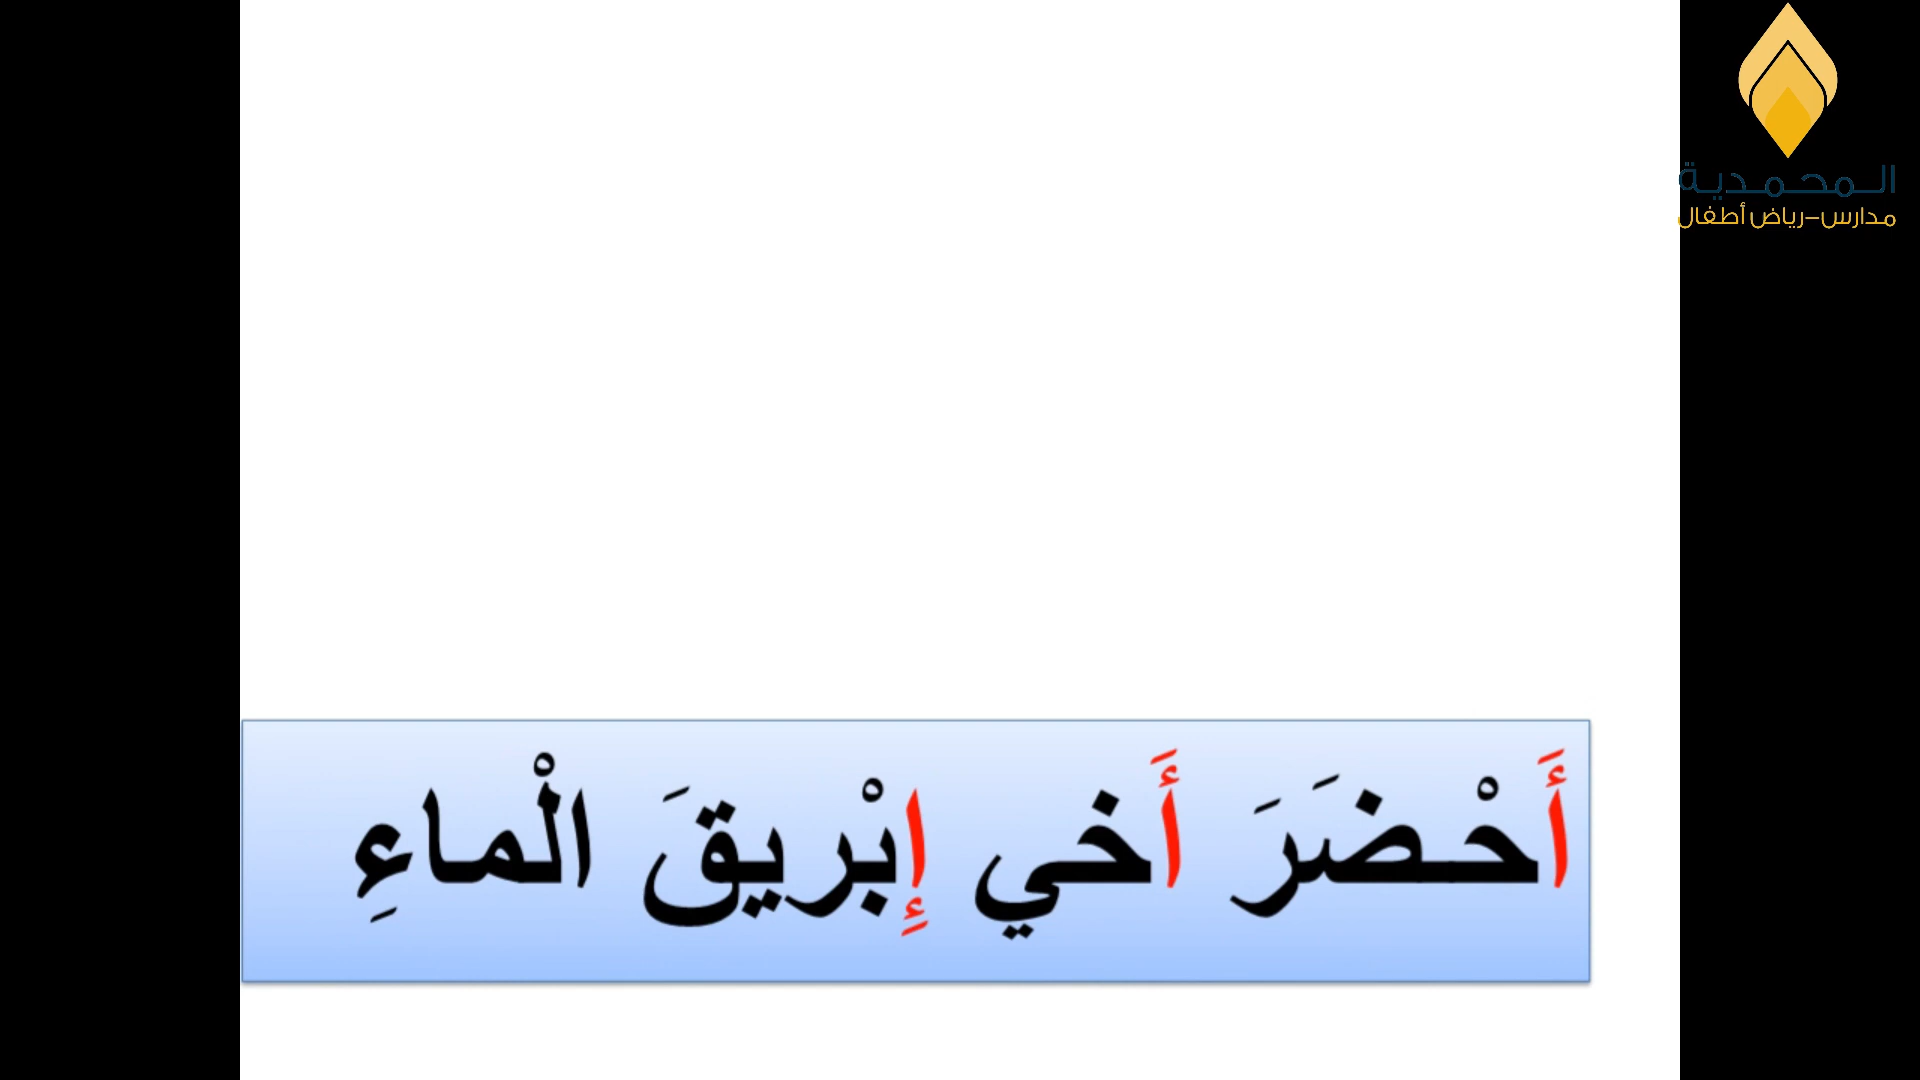 المحمدية
مدارس-رياض أطفال
أَحْضَرَ أَخي إِبْريقَ الْماءِ